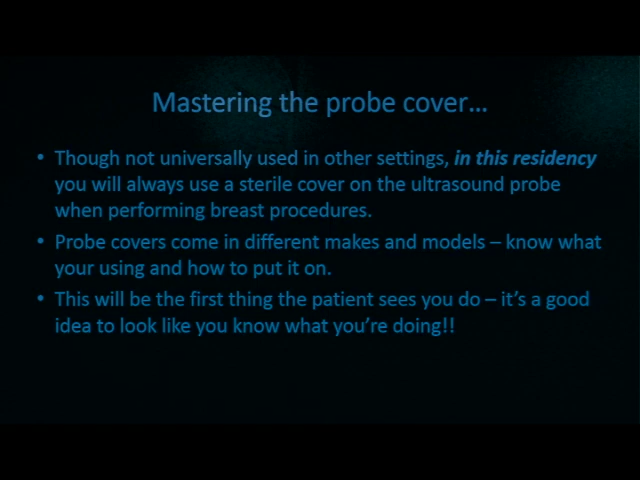 Mastering the probe cover...
• Though not universally used in other settings, in this residency
you will always use a sterile cover on the ultrasound probe
when performing breast procedures.
• Probe covers come in different makes and models – know what
your using and how to put it on.
• This will be the first thing the patient sees you do – it's a good
idea to look like you know what you're doing!!